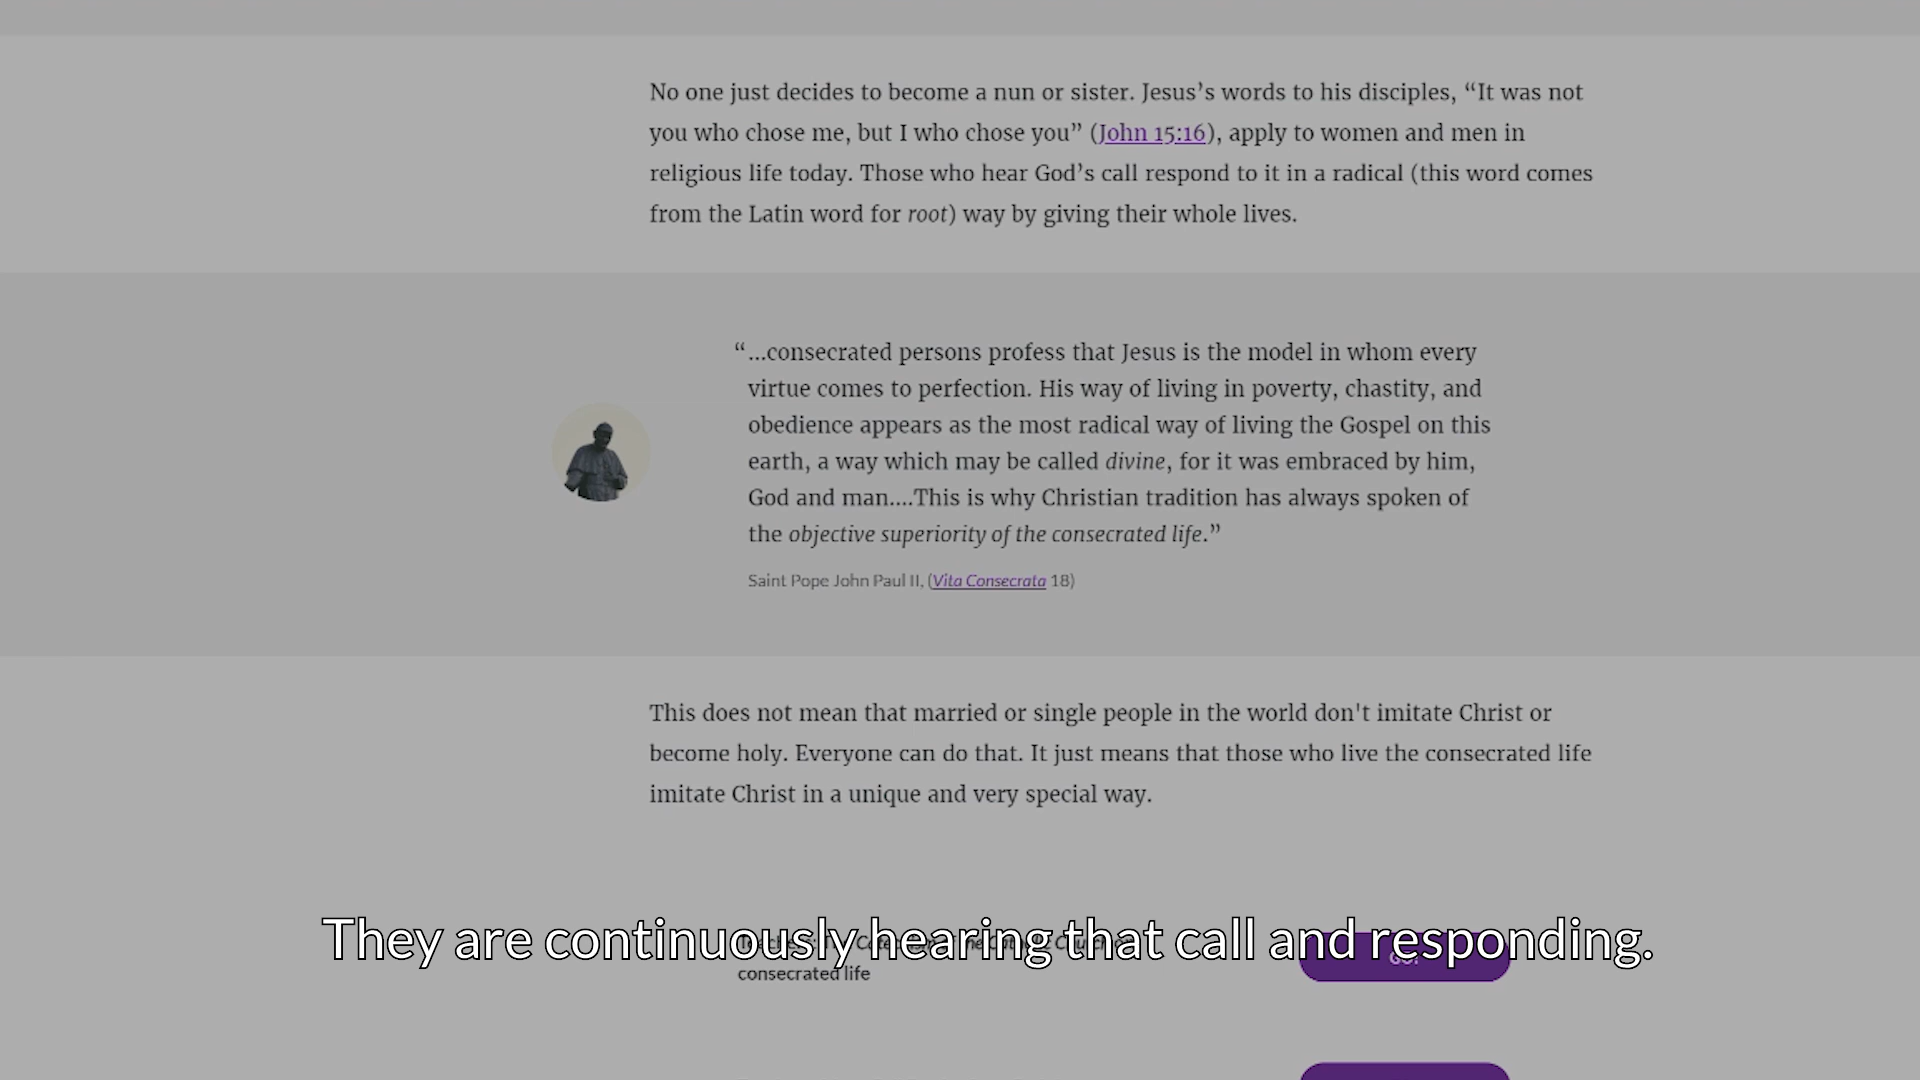 No one just decides to become a nun or sister. Jesus’s words to his disciples, “It was not
you who chose me, but I who chose you” (John 15:16), apply to women and men in
religious life today. Those who hear God’s call respond to it in a radical (this word comes
from the Latin word for root) way by giving their whole lives.
“...consecrated persons profess that Jesus is the model in whom every
virtue comes to perfection. His way of living in poverty, chastity, and
obedience appears as the most radical way of living the Gospel on this
earth, a way which may be called divine, for it was embraced by him,
God and man....This is why Christian tradition has always spoken of
the objective superiority of the consecrated life.”
Saint Pope John Paul II, (Vita Consecrata 18)
This does not mean that married or single people in the world don't imitate Christ or
become holy. Everyone can do that. It just means that those who live the consecrated life
imitate Christ in a unique and very special way.
They are continuously hearing that call and responding.
consecrated life